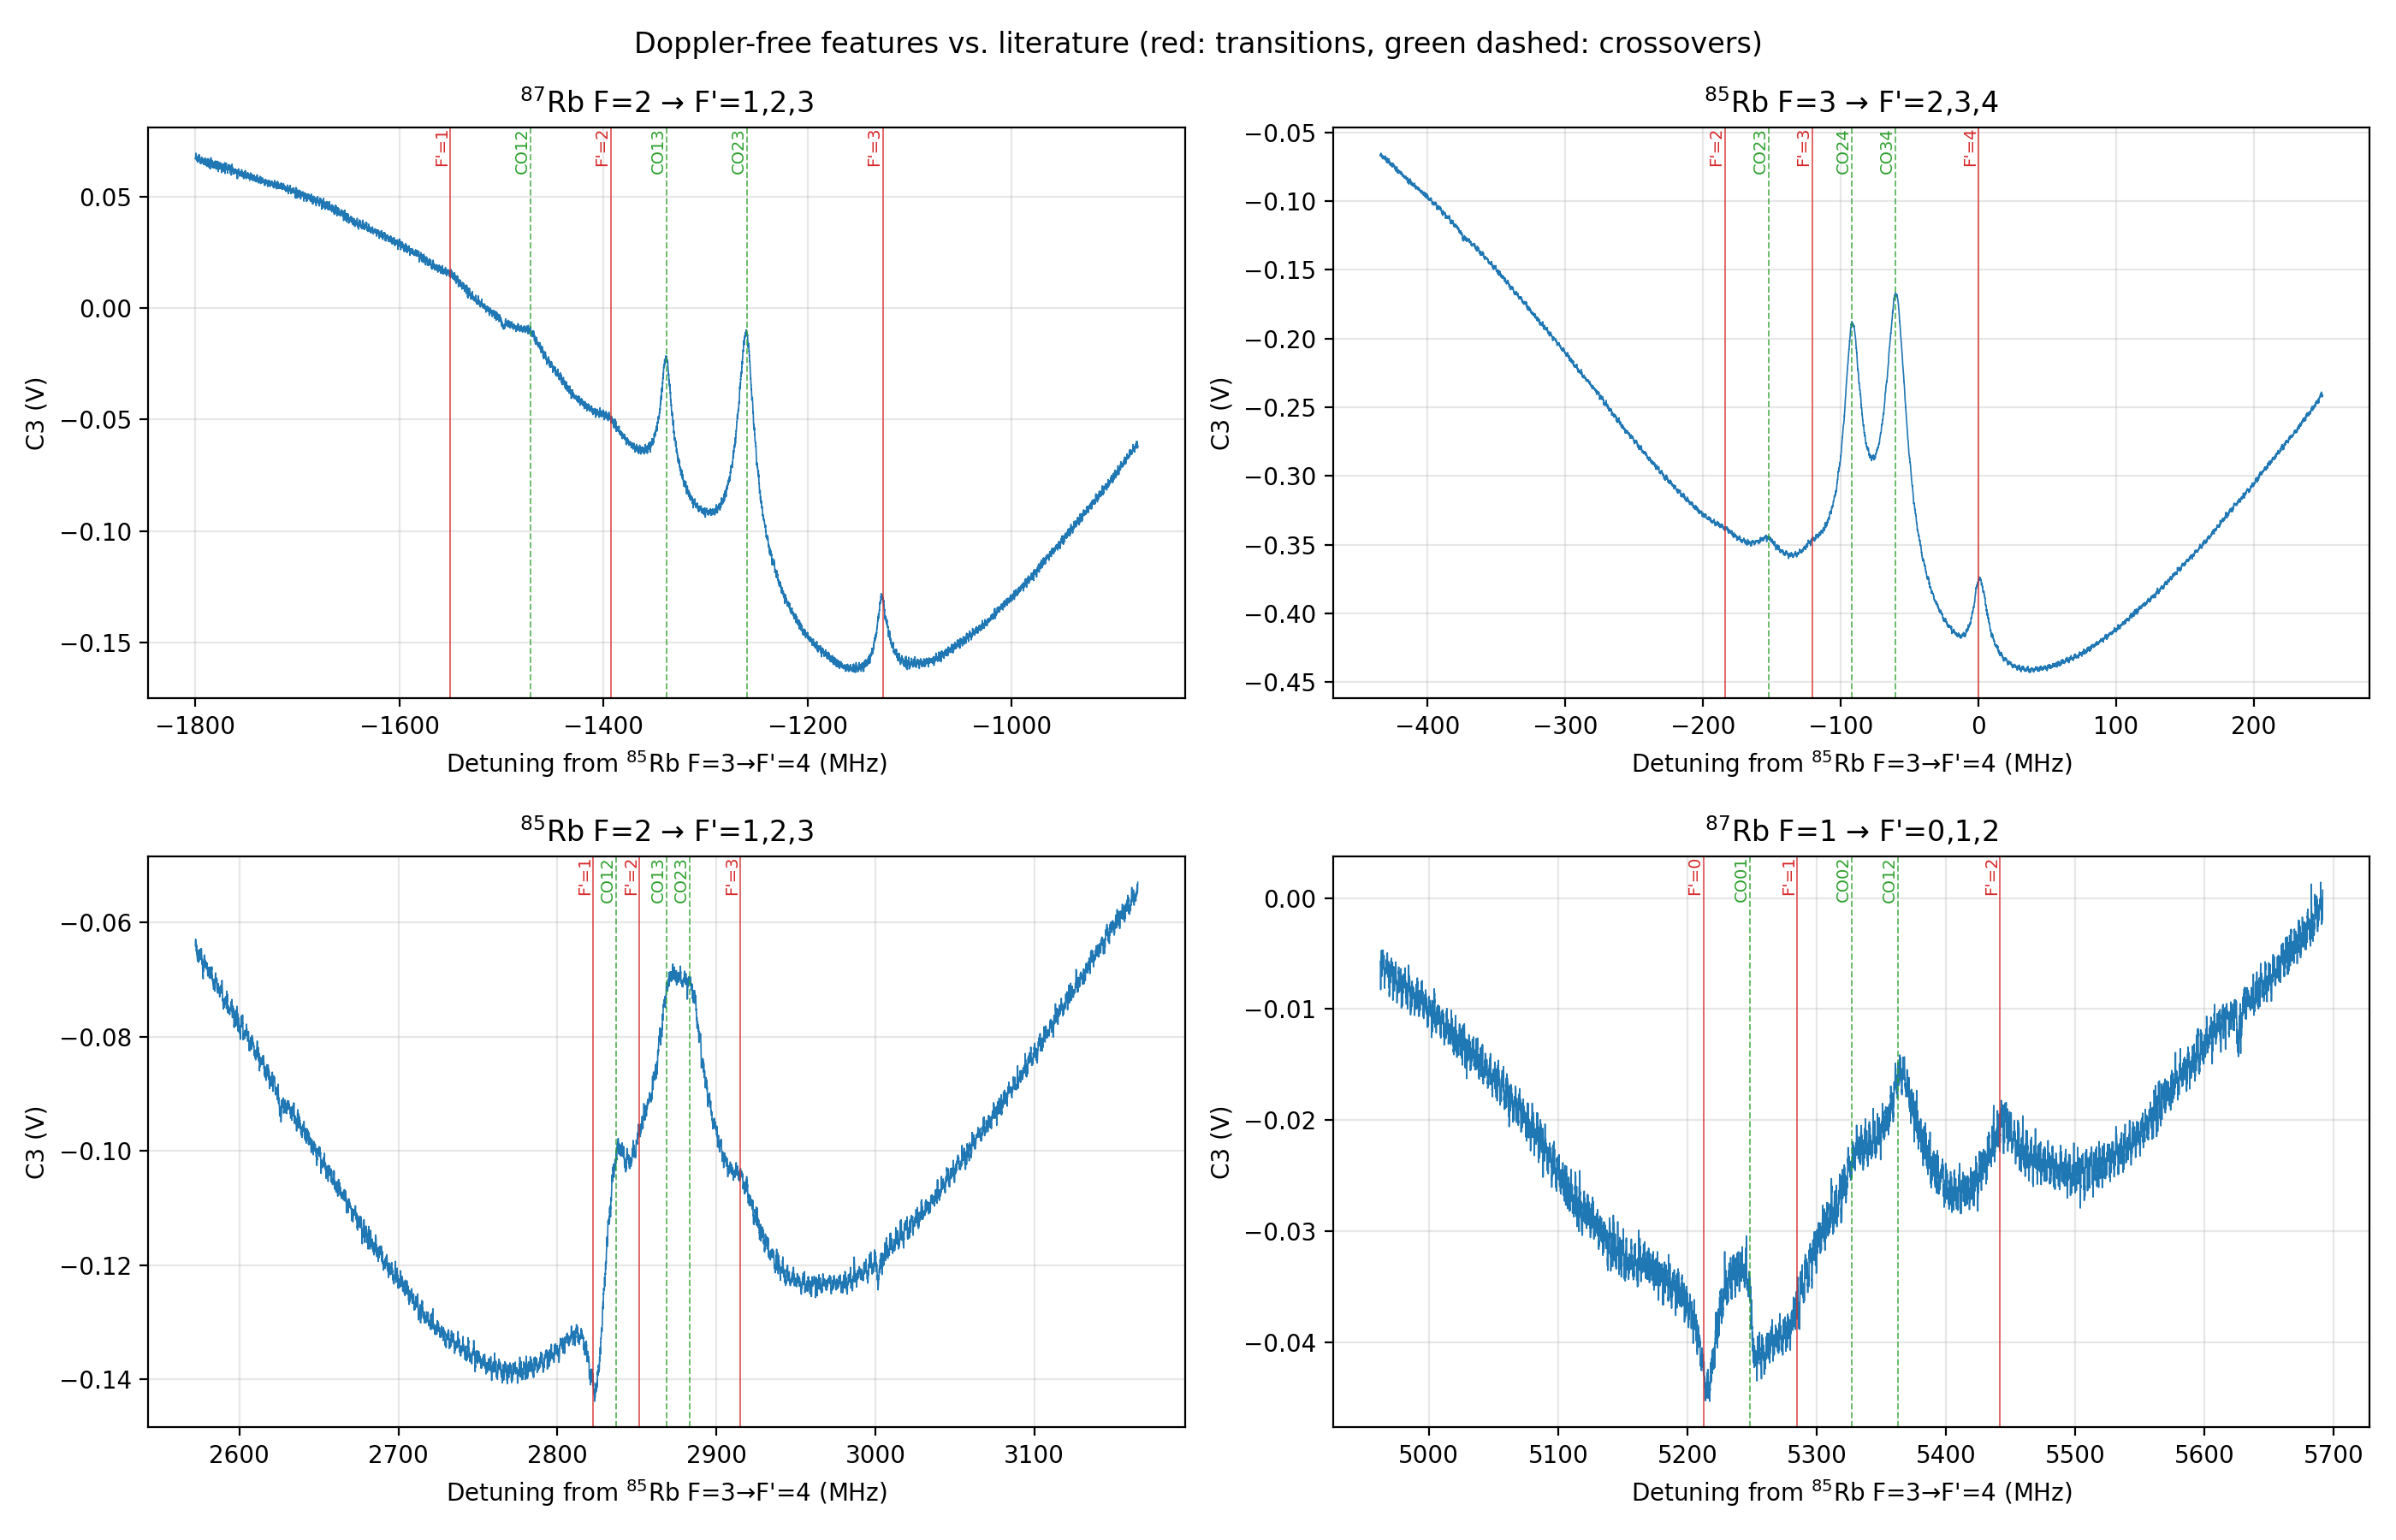 Doppler-free features vs. literature (red: transitions, green dashed: crossovers)
⁸⁷Rb F=2 → F'=1,2,3
F'=1
CO12
F'=2
CO13
CO23
F'=3
0.05
0.00
−0.05
−0.10
−0.15
C3 (V)
−1800
−1600
−1400
−1200
−1000
Detuning from ⁸⁵Rb F=3→F'=4 (MHz)
⁸⁵Rb F=3 → F'=2,3,4
F'=2
CO23
F'=3
CO24
CO34
F'=4
−0.05
−0.10
−0.15
−0.20
−0.25
−0.30
−0.35
−0.40
−0.45
C3 (V)
−400
−300
−200
−100
0
100
200
Detuning from ⁸⁵Rb F=3→F'=4 (MHz)
⁸⁵Rb F=2 → F'=1,2,3
F'=1
CO12
F'=2
CO13
CO23
F'=3
−0.06
−0.08
−0.10
−0.12
−0.14
C3 (V)
2600
2700
2800
2900
3000
3100
Detuning from ⁸⁵Rb F=3→F'=4 (MHz)
⁸⁷Rb F=1 → F'=0,1,2
F'=0
CO01
F'=1
CO02
CO12
F'=2
0.00
−0.01
−0.02
−0.03
−0.04
C3 (V)
5000
5100
5200
5300
5400
5500
5600
5700
Detuning from ⁸⁵Rb F=3→F'=4 (MHz)